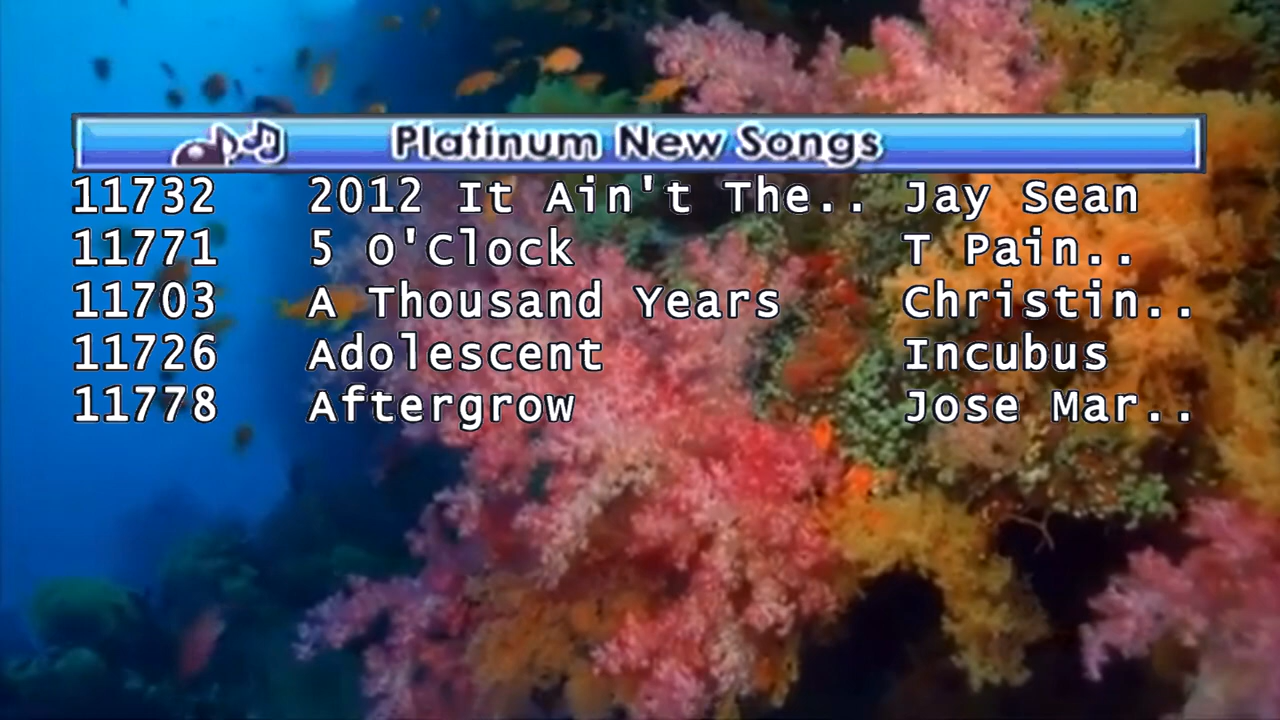 Platinum New Songs
11732 2012 It Ain't The.. Jay Sean
11771 5 O'Clock T Pain..
11703 A Thousand Years Christin..
11726 Adolescent Incubus
11778 Aftergrow Jose Mar..